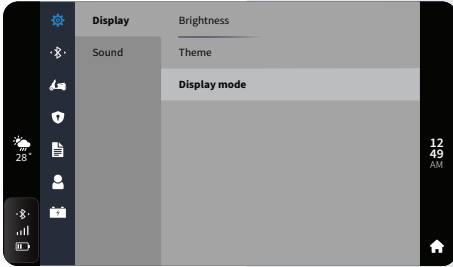 Display
Brightness
Sound
Theme
Display mode
28°
12
49
AM